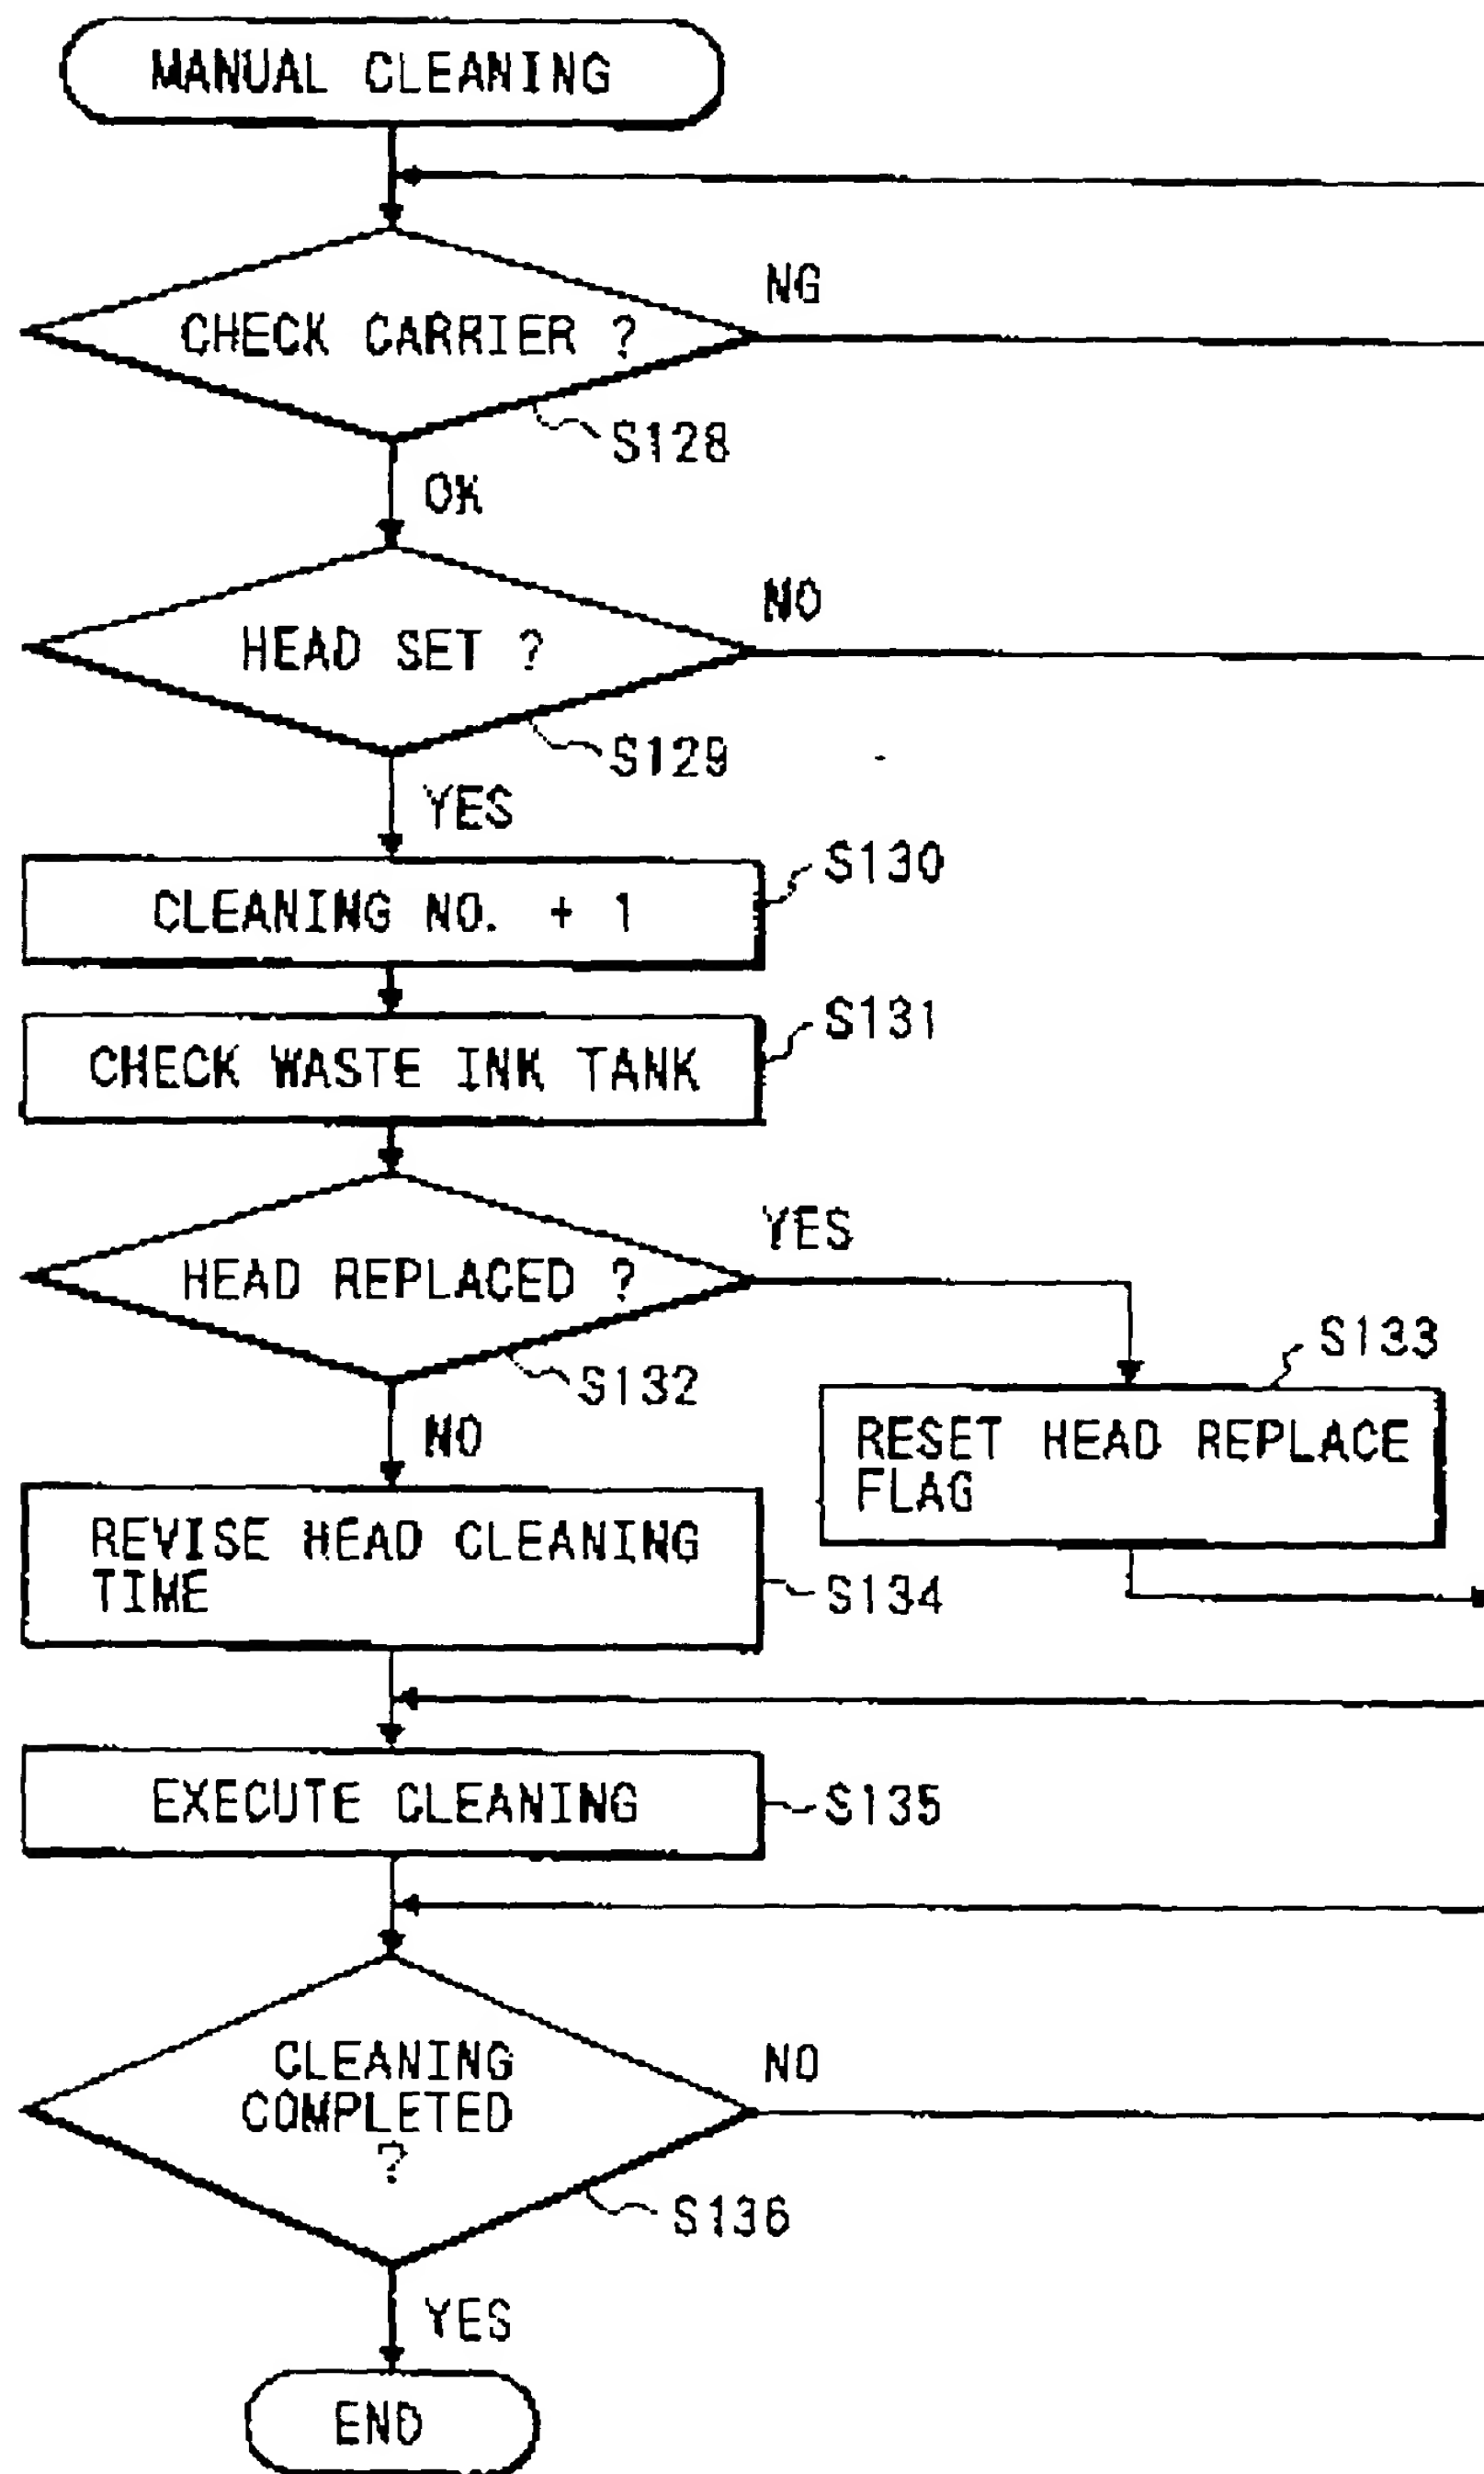 MANUAL CLEANING
NG
CHECK CARRIER ?
S128
OK
NO
HEAD SET ?
S129
YES
S130
CLEANING NO. + 1
S131
CHECK WASTE INK TANK
YES
HEAD REPLACED ?
S133
S132
NO
RESET HEAD REPLACE
FLAG
REVISE HEAD CLEANING
TIME
S134
EXECUTE CLEANING
S135
NO
CLEANING
COMPLETED
?
S136
YES
END